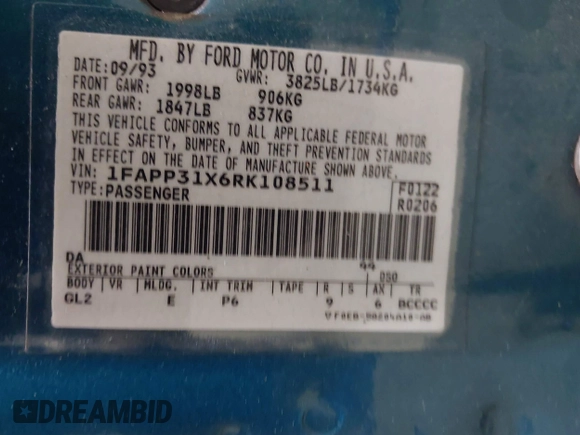 MFD. BY FORD MOTOR CO. IN U.S.A.
DATE: 09/93 GVWR: 3825LB/1734KG
FRONT GAWR: 1998LB 906KG
REAR GAWR: 1847LB 837KG
THIS VEHICLE CONFORMS TO ALL APPLICABLE FEDERAL MOTOR
VEHICLE SAFETY, BUMPER, AND THEFT PREVENTION STANDARDS
IN EFFECT ON THE DATE OF MANUFACTURE SHOWN ABOVE.
VIN: 1FAPP31X6RK108511
TYPE: PASSENGER
F0122
R0206
DA 44
EXTERIOR PAINT COLORS DSO
BODY VR MLDG. INT TRIM TAPE R S AX TR
GL2 E P6 9 6 BCCCC
DREAMBID